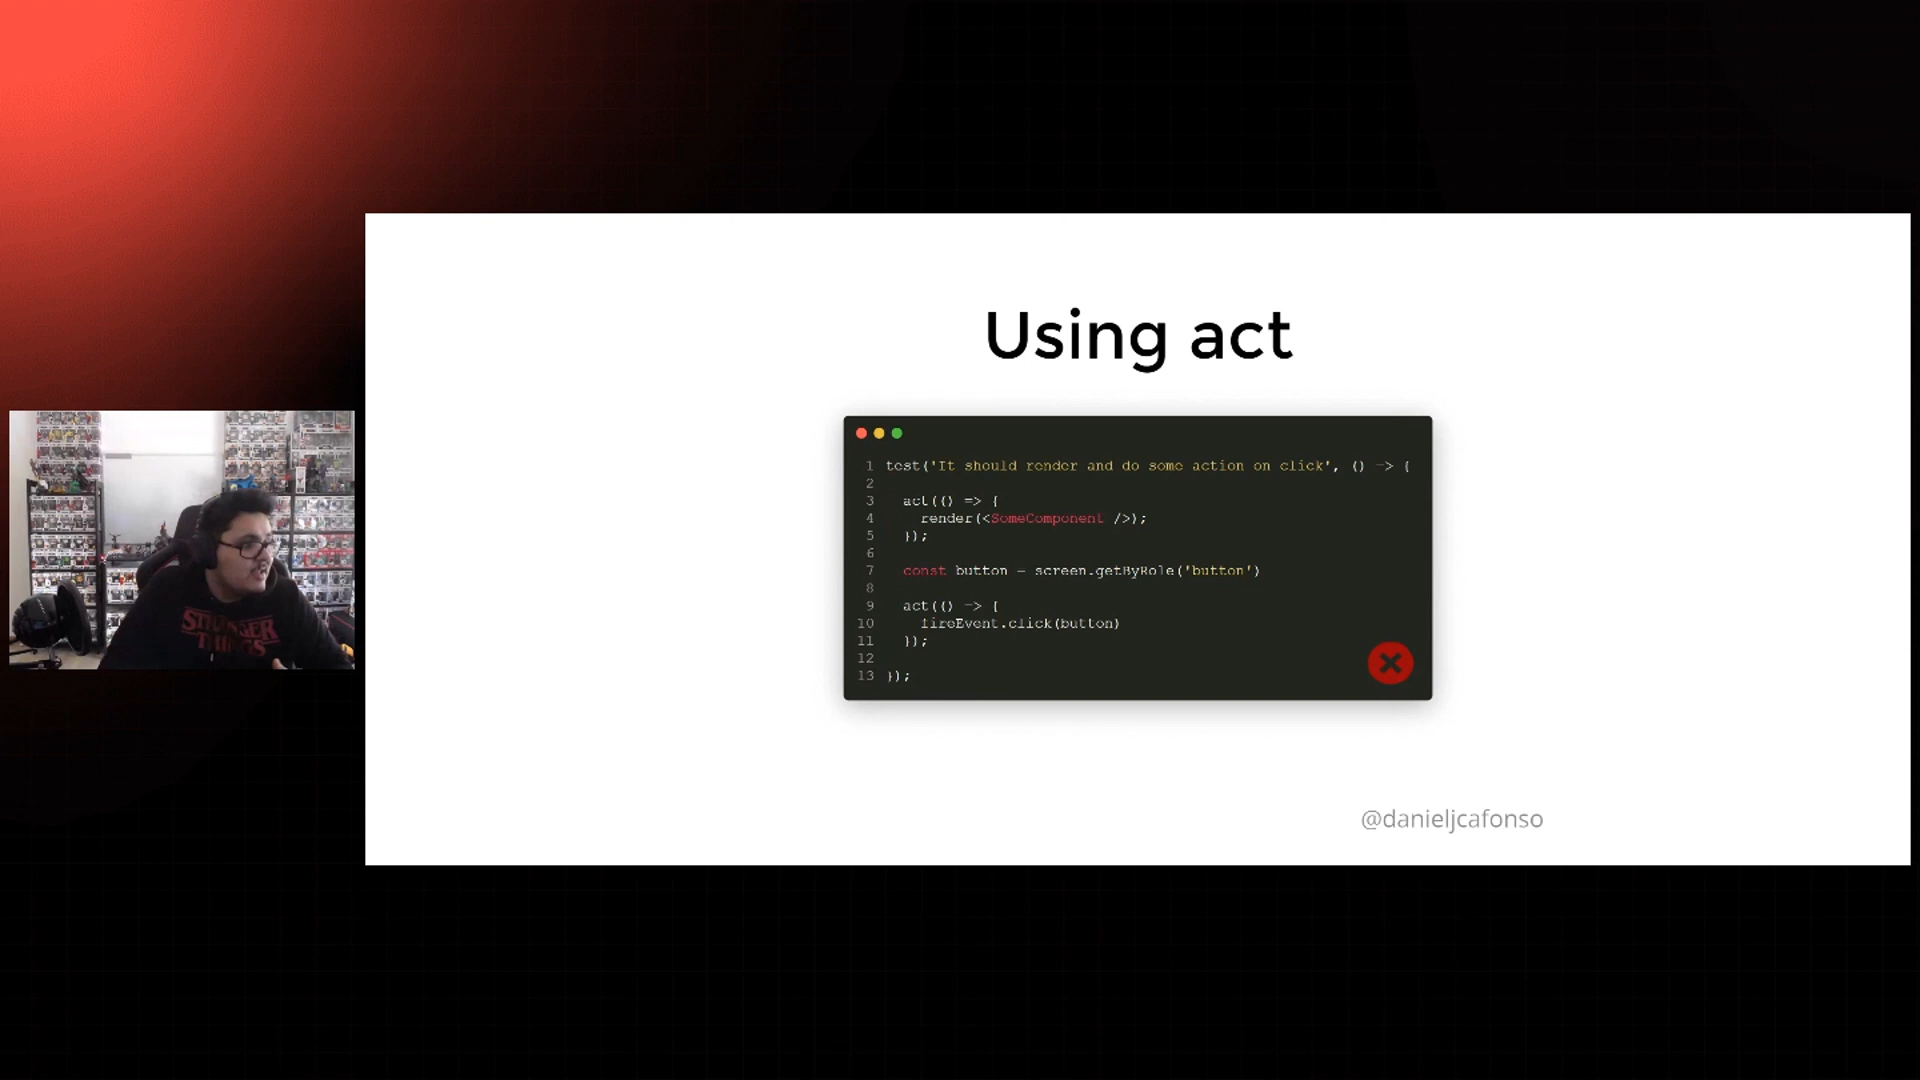 Using act
1 test('It should render and do some action on click', () => {
2
3 act(() => {
4 render(<SomeComponent />);
5 });
6
7 const button = screen.getByRole('button')
8
9 act(() => {
10 fireEvent.click(button)
11 });
12
13 });
@danieljcafonso
STRANGER
THINGS